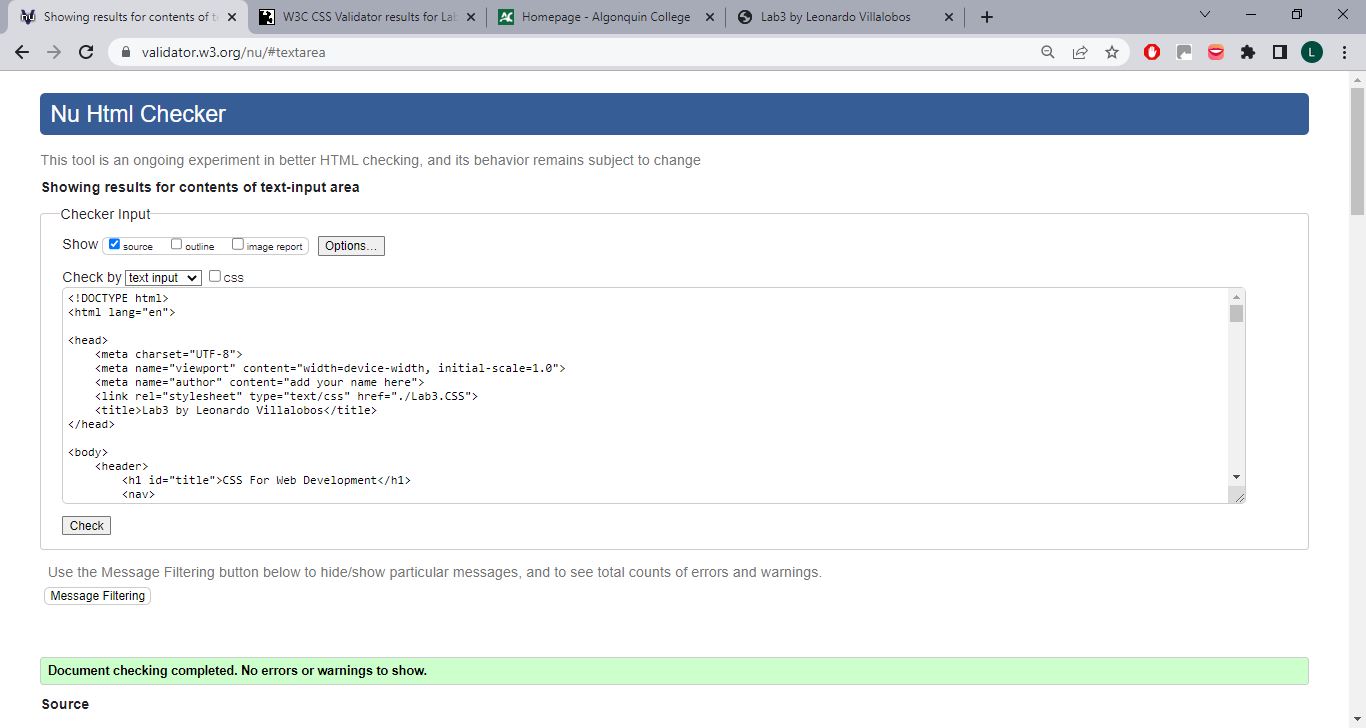 Showing results for contents of t
W3C CSS Validator results for Lab
AC
Homepage - Algonquin College
Lab3 by Leonardo Villalobos
validator.w3.org/nu/#textarea
L
Nu Html Checker
This tool is an ongoing experiment in better HTML checking, and its behavior remains subject to change
Showing results for contents of text-input area
Checker Input
Show source outline image report Options...
Check by text input css
<!DOCTYPE html>
<html lang="en">
<head>
<meta charset="UTF-8">
<meta name="viewport" content="width=device-width, initial-scale=1.0">
<meta name="author" content="add your name here">
<link rel="stylesheet" type="text/css" href="./Lab3.CSS">
<title>Lab3 by Leonardo Villalobos</title>
</head>
<body>
<header>
<h1 id="title">CSS For Web Development</h1>
<nav>
Check
Use the Message Filtering button below to hide/show particular messages, and to see total counts of errors and warnings.
Message Filtering
Document checking completed. No errors or warnings to show.
Source